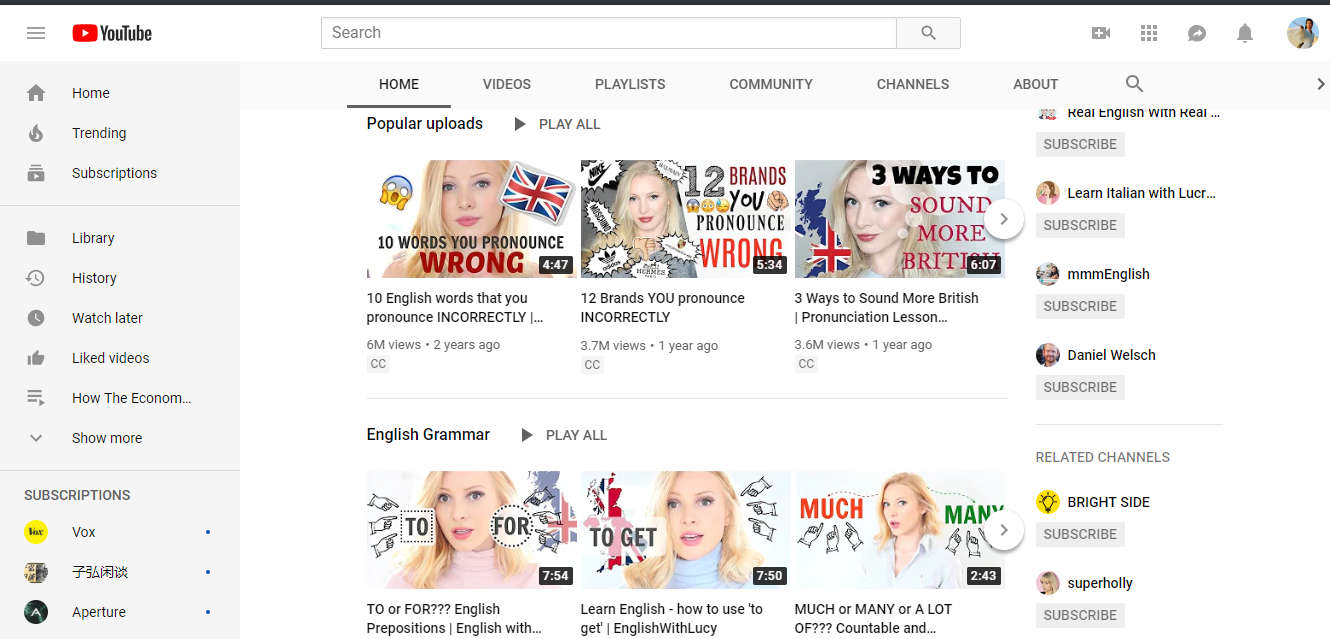 YouTube
Search
Home
Trending
Subscriptions
Library
History
Watch later
Liked videos
How The Econom...
Show more
SUBSCRIPTIONS
Vox
Vox
子弘闲谈
Aperture
HOME
VIDEOS
PLAYLISTS
COMMUNITY
CHANNELS
ABOUT
Popular uploads
PLAY ALL
10 WORDS YOU PRONOUNCE
WRONG
4:47
10 English words that you
pronounce INCORRECTLY |...
6M views • 2 years ago
CC
NIKE
MOSCHINO
adidas
HERMES
PARIS
12 BRANDS
YOU
PRONOUNCE
WRONG
5:34
12 Brands YOU pronounce
INCORRECTLY
3.7M views • 1 year ago
CC
3 WAYS TO
SOUND
MORE
BRITISH
6:07
3 Ways to Sound More British
| Pronunciation Lesson...
3.6M views • 1 year ago
CC
English Grammar
PLAY ALL
TO
FOR
7:54
TO or FOR??? English
Prepositions | English with...
TO GET
7:50
Learn English - how to use 'to
get' | EnglishWithLucy
MUCH
MANY
2:43
MUCH or MANY or A LOT
OF??? Countable and...
Real English With Real ...
SUBSCRIBE
Learn Italian with Lucr...
SUBSCRIBE
mmmEnglish
SUBSCRIBE
Daniel Welsch
SUBSCRIBE
RELATED CHANNELS
BRIGHT SIDE
SUBSCRIBE
superholly
SUBSCRIBE